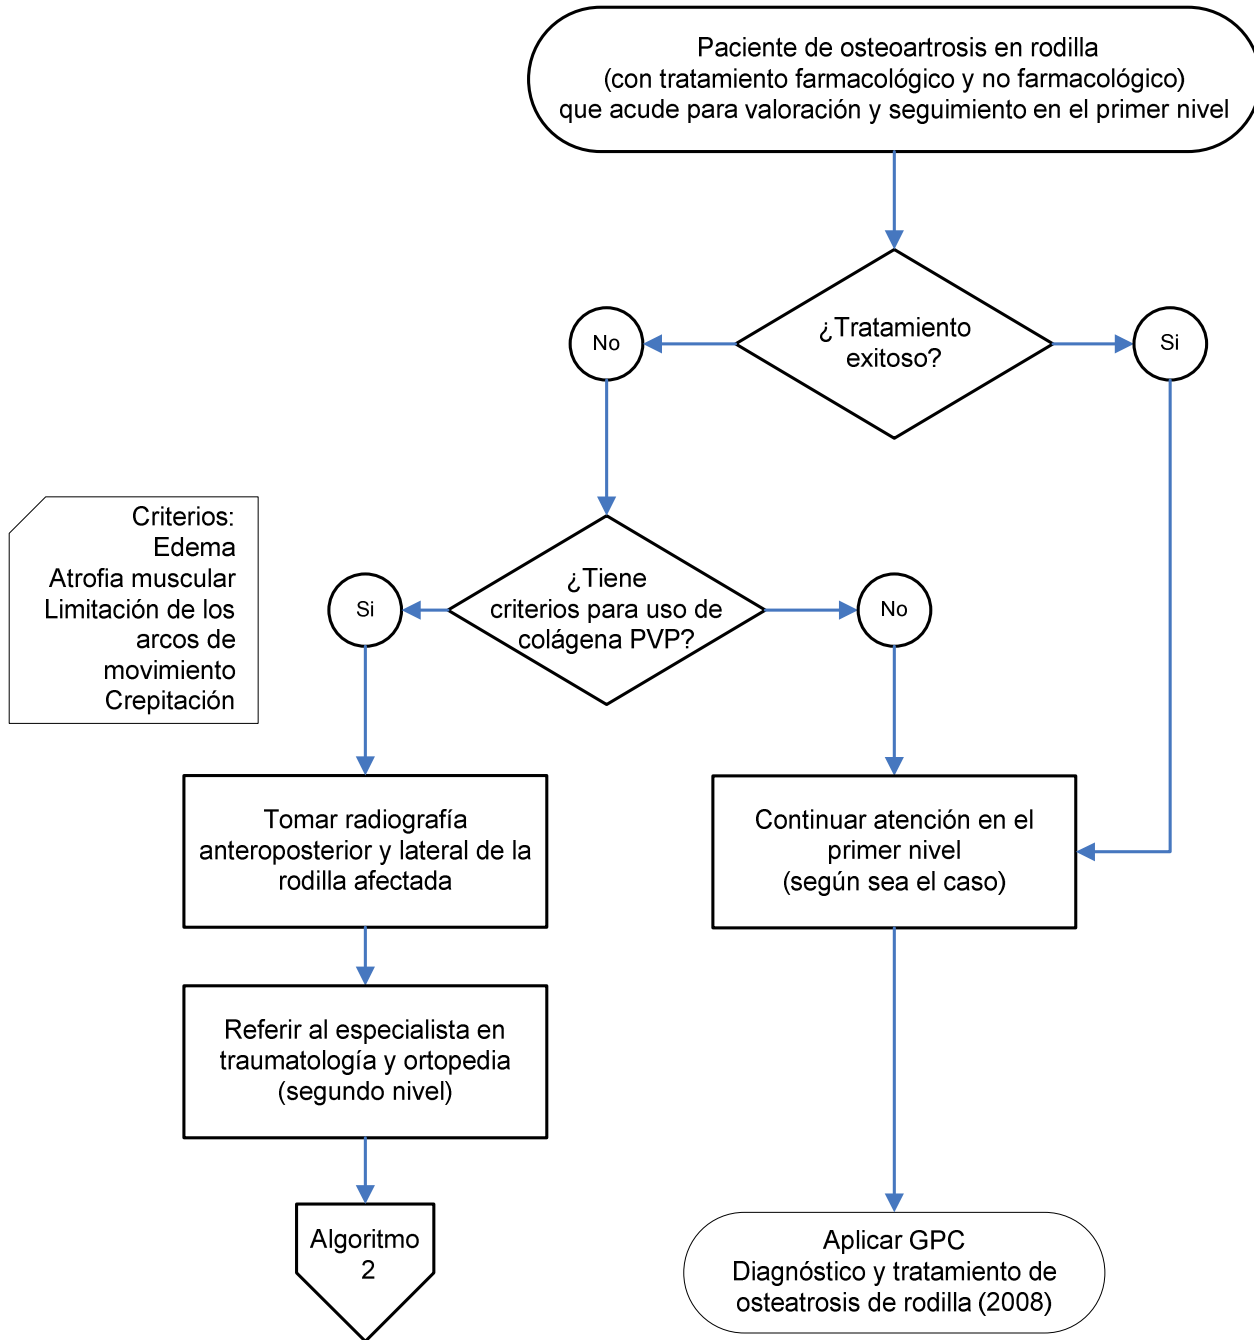 Paciente de osteoartrosis en rodilla
(con tratamiento farmacológico y no farmacológico)
que acude para valoración y seguimiento en el primer nivel
¿Tratamiento
exitoso?
No
Si
Criterios:
Edema
Atrofia muscular
Limitación de los
arcos de
movimiento
Crepitación
¿Tiene
criterios para uso de
colágena PVP?
Si
No
Tomar radiografía
anteroposterior y lateral de la
rodilla afectada
Continuar atención en el
primer nivel
(según sea el caso)
Referir al especialista en
traumatología y ortopedia
(segundo nivel)
Algoritmo
2
Aplicar GPC
Diagnóstico y tratamiento de
osteatrosis de rodilla (2008)